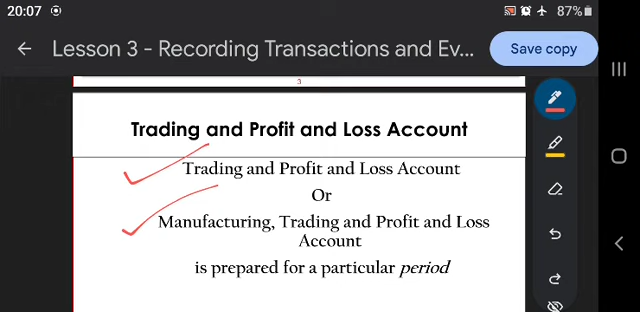 20:07
87%
Lesson 3 - Recording Transactions and Ev...
Save copy
3
Trading and Profit and Loss Account
Trading and Profit and Loss Account
Or
Manufacturing, Trading and Profit and Loss
Account
is prepared for a particular period